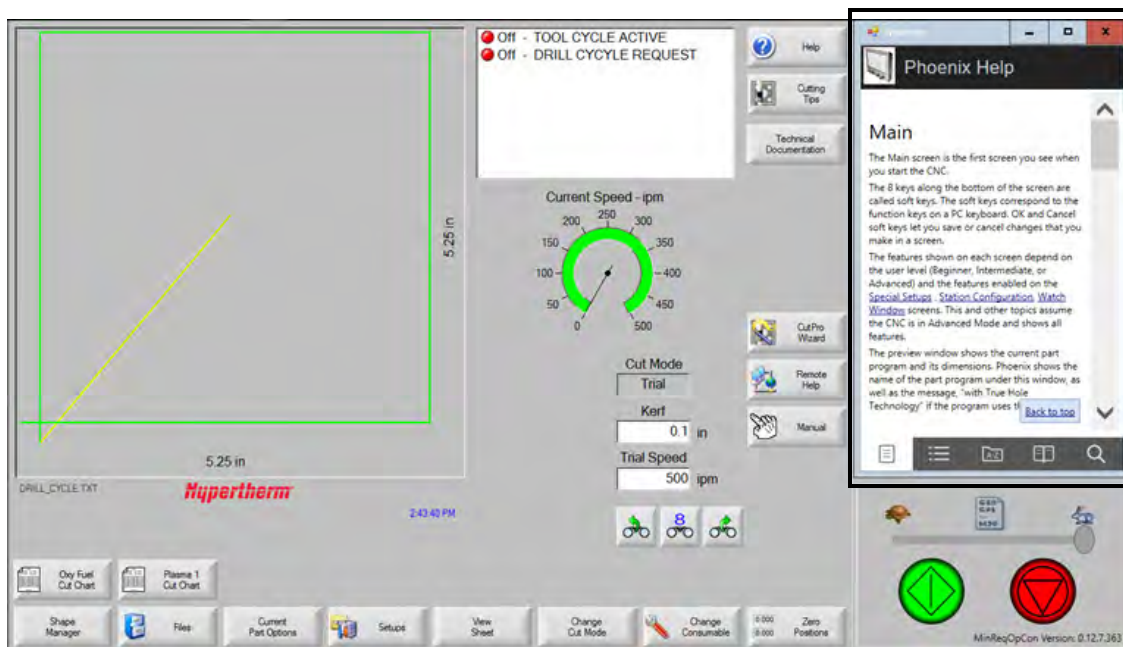 Off - TOOL CYCLE ACTIVE
Off - DRILL CYCYLE REQUEST
Help
Cutting
Tips
Technical
Documentation
5.25 in
5.25 in
DRILL_CYCLE.TXT
Hypertherm
2:43:40 PM
Current Speed - ipm
0
50
100
150
200
250
300
350
400
450
500
CutPro
Wizard
Cut Mode
Trial
Remote
Help
Kerf
0.1 in
Manual
Trial Speed
500 ipm
8
Oxy Fuel
Cut Chart
Plasma 1
Cut Chart
Shape
Manager
Files
Current
Part Options
Setups
View
Sheet
Change
Cut Mode
Change
Consumable
0.000
0.000
Zero
Positions
Phoenix Help
Main
The Main screen is the first screen you see when
you start the CNC.
The 8 keys along the bottom of the screen are
called soft keys. The soft keys correspond to the
function keys on a PC keyboard. OK and Cancel
soft keys let you save or cancel changes that you
make in a screen.
The features shown on each screen depend on
the user level (Beginner, Intermediate, or
Advanced) and the features enabled on the
Special Setups , Station Configuration, Watch
Window screens. This and other topics assume
the CNC is in Advanced Mode and shows all
features.
The preview window shows the current part
program and its dimensions. Phoenix shows the
name of the part program under this window, as
well as the message, "with True Hole
Technology" if the program uses
Back to top
A-Z
MinReqOpCon Version: 0.12.7.363